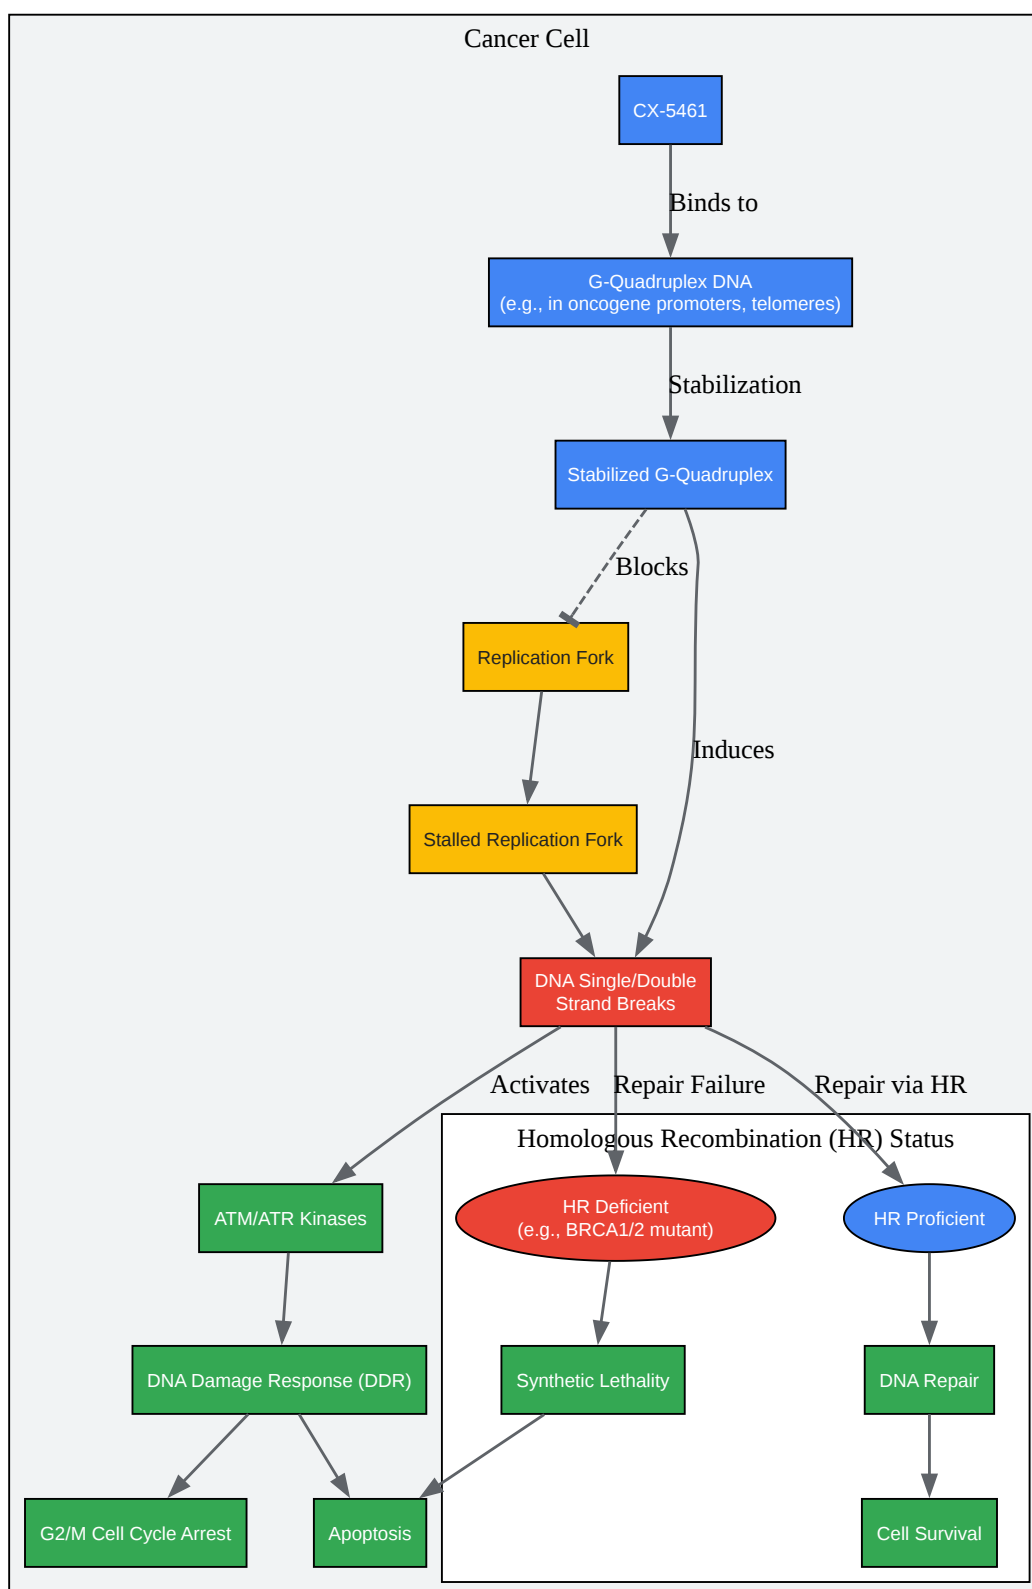 Cancer Cell
CX-5461
Binds to
G-Quadruplex DNA
(e.g., in oncogene promoters, telomeres)
Stabilization
Stabilized G-Quadruplex
Blocks
Replication Fork
Induces
Stalled Replication Fork
DNA Single/Double
Strand Breaks
Activates
Repair Failure
Repair via HR
Homologous Recombination (HR) Status
ATM/ATR Kinases
HR Deficient
(e.g., BRCA1/2 mutant)
HR Proficient
DNA Damage Response (DDR)
Synthetic Lethality
DNA Repair
G2/M Cell Cycle Arrest
Apoptosis
Cell Survival